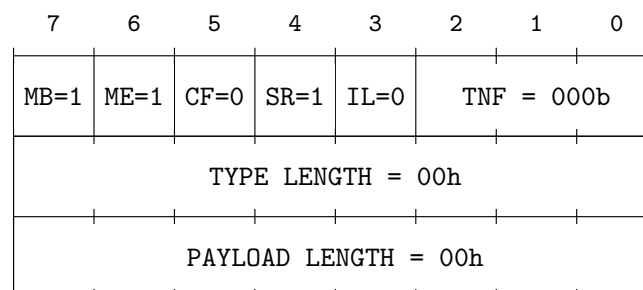 7 6 5 4 3 2 1 0
MB=1 ME=1 CF=0 SR=1 IL=0 TNF = 000b
TYPE LENGTH = 00h
PAYLOAD LENGTH = 00h